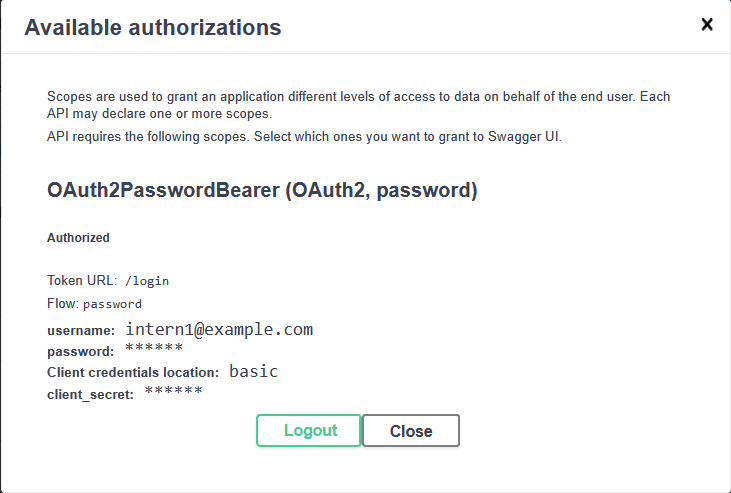 Available authorizations
Scopes are used to grant an application different levels of access to data on behalf of the end user. Each
API may declare one or more scopes.
API requires the following scopes. Select which ones you want to grant to Swagger UI.
OAuth2PasswordBearer (OAuth2, password)
Authorized
Token URL: /login
Flow: password
username: intern1@example.com
password: ******
Client credentials location: basic
client_secret: ******
Logout Close